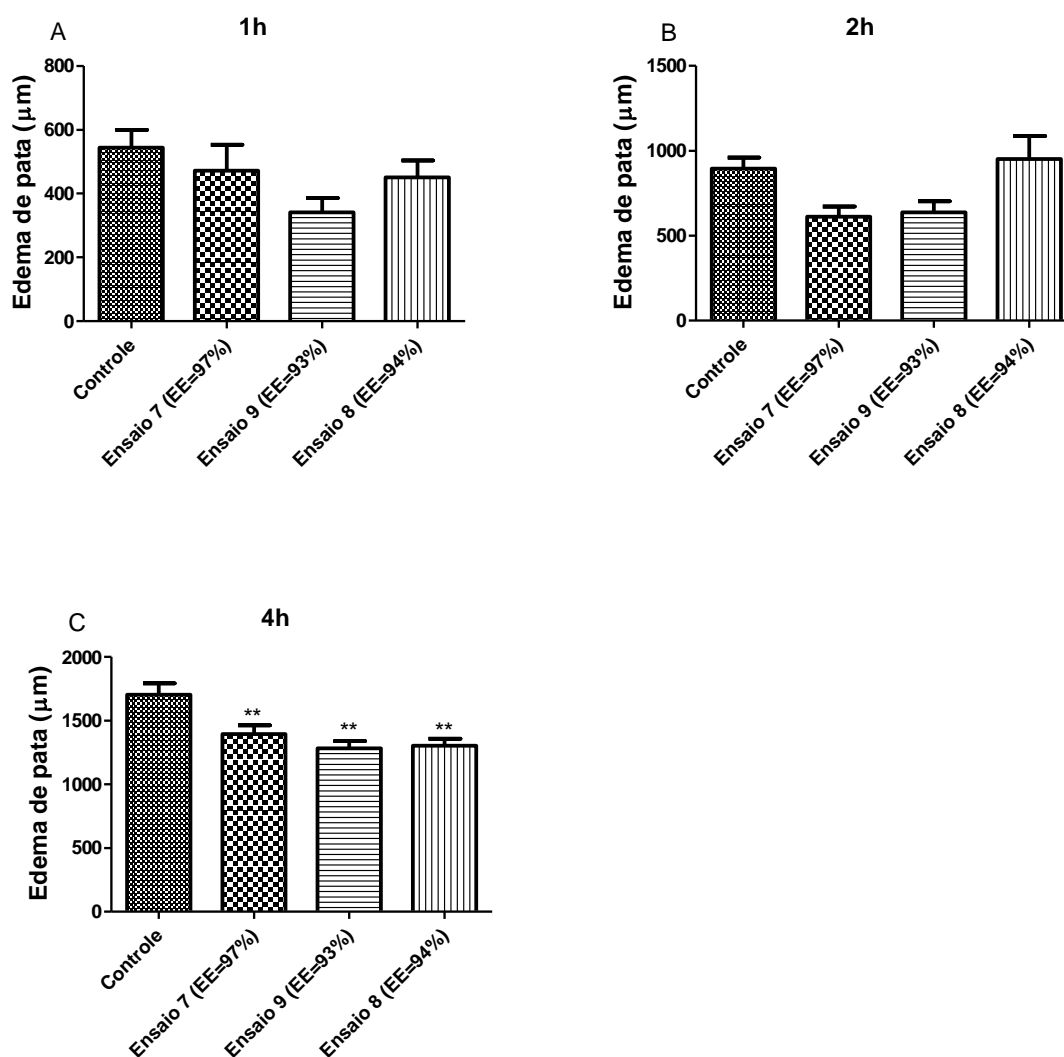 A
1h
800
600
400
200
0
Edema de pata (µm)
Controle
Ensaio 7 (EE=97%)
Ensaio 9 (EE=93%)
Ensaio 8 (EE=94%)
B
2h
1500
1000
500
0
Edema de pata (µm)
Controle
Ensaio 7 (EE=97%)
Ensaio 9 (EE=93%)
Ensaio 8 (EE=94%)
C
4h
2000
1500
1000
500
0
Edema de pata (µm)
** ** **
Controle
Ensaio 7 (EE=97%)
Ensaio 9 (EE=93%)
Ensaio 8 (EE=94%)